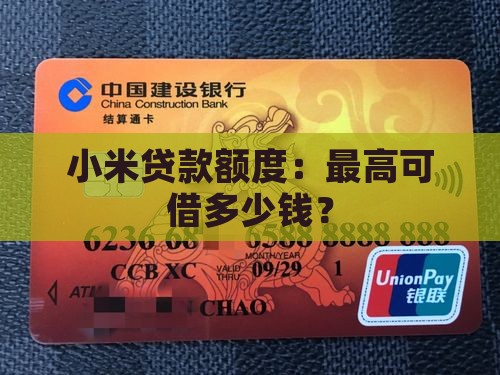 中国建设银行
China Construction Bank
结算通卡
小米贷款额度：最高可
借多少钱？
6236 6588 8888 888
MONTH/YEAR
CCB XC VALID THRU 09/29 1
ATM
CHAO
UnionPay
银联